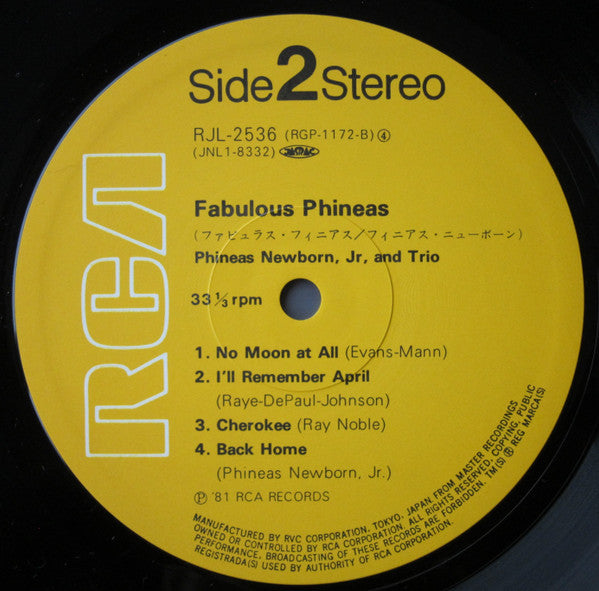 Side 2 Stereo
RJL-2536 (RGP-1172-B) ④
(JNL1-8332) JASRAC
RCA
Fabulous Phineas
(ファビュラス・フィニアス/フィニアス・ニューボーン)
Phineas Newborn, Jr, and Trio
33 1/3 rpm
1. No Moon at All (Evans-Mann)
2. I'll Remember April
(Raye-DePaul-Johnson)
3. Cherokee (Ray Noble)
4. Back Home
(Phineas Newborn, Jr.)
Ⓟ '81 RCA RECORDS
MANUFACTURED BY RVC CORPORATION, TOKYO, JAPAN FROM MASTER RECORDINGS
OWNED OR CONTROLLED BY RCA CORPORATION. ALL RIGHTS RESERVED, COPYING, PUBLIC
PERFORMANCE, BROADCASTING OF THESE RECORDS ARE FORBIDDEN. TM(S) ® REG MARCA(S)
REGISTRADA(S) USED BY AUTHORITY OF RCA CORPORATION.